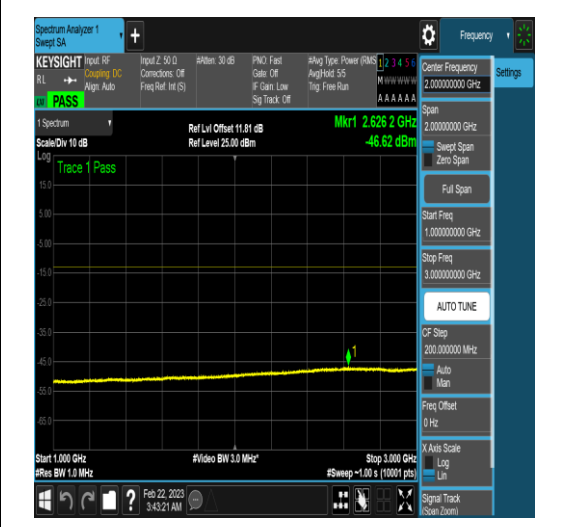 Spectrum Analyzer 1
Swept SA
Frequency
KEYSIGHT
RL
PASS
Input: RF
Coupling: DC
Align: Auto
Input Z: 50 Ω
Corrections: Off
Freq Ref: Int (S)
#Atten: 30 dB
PNO: Fast
Gate: Off
IF Gain: Low
Sig Track: Off
#Avg Type: Power (RMS
Avg|Hold: 5/5
Trig: Free Run
1 2 3 4 5 6
M W W W W W
A A A A A A
Center Frequency
2.000000000 GHz
Settings
1 Spectrum
Scale/Div 10 dB
Ref Lvl Offset 11.81 dB
Ref Level 25.00 dBm
Mkr1 2.626 2 GHz
-46.62 dBm
Log
Trace 1 Pass
15.0
5.00
-5.00
-15.0
-25.0
-35.0
-45.0
-55.0
-65.0
1
Start 1.000 GHz
#Res BW 1.0 MHz
#Video BW 3.0 MHz*
Stop 3.000 GHz
#Sweep ~1.00 s (10001 pts)
Span
2.00000000 GHz
Swept Span
Zero Span
Full Span
Start Freq
1.000000000 GHz
Stop Freq
3.000000000 GHz
AUTO TUNE
CF Step
200.000000 MHz
Auto
Man
Freq Offset
0 Hz
X Axis Scale
Log
Lin
Signal Track
(Span Zoom)
?
Feb 22, 2023
3:43:21 AM